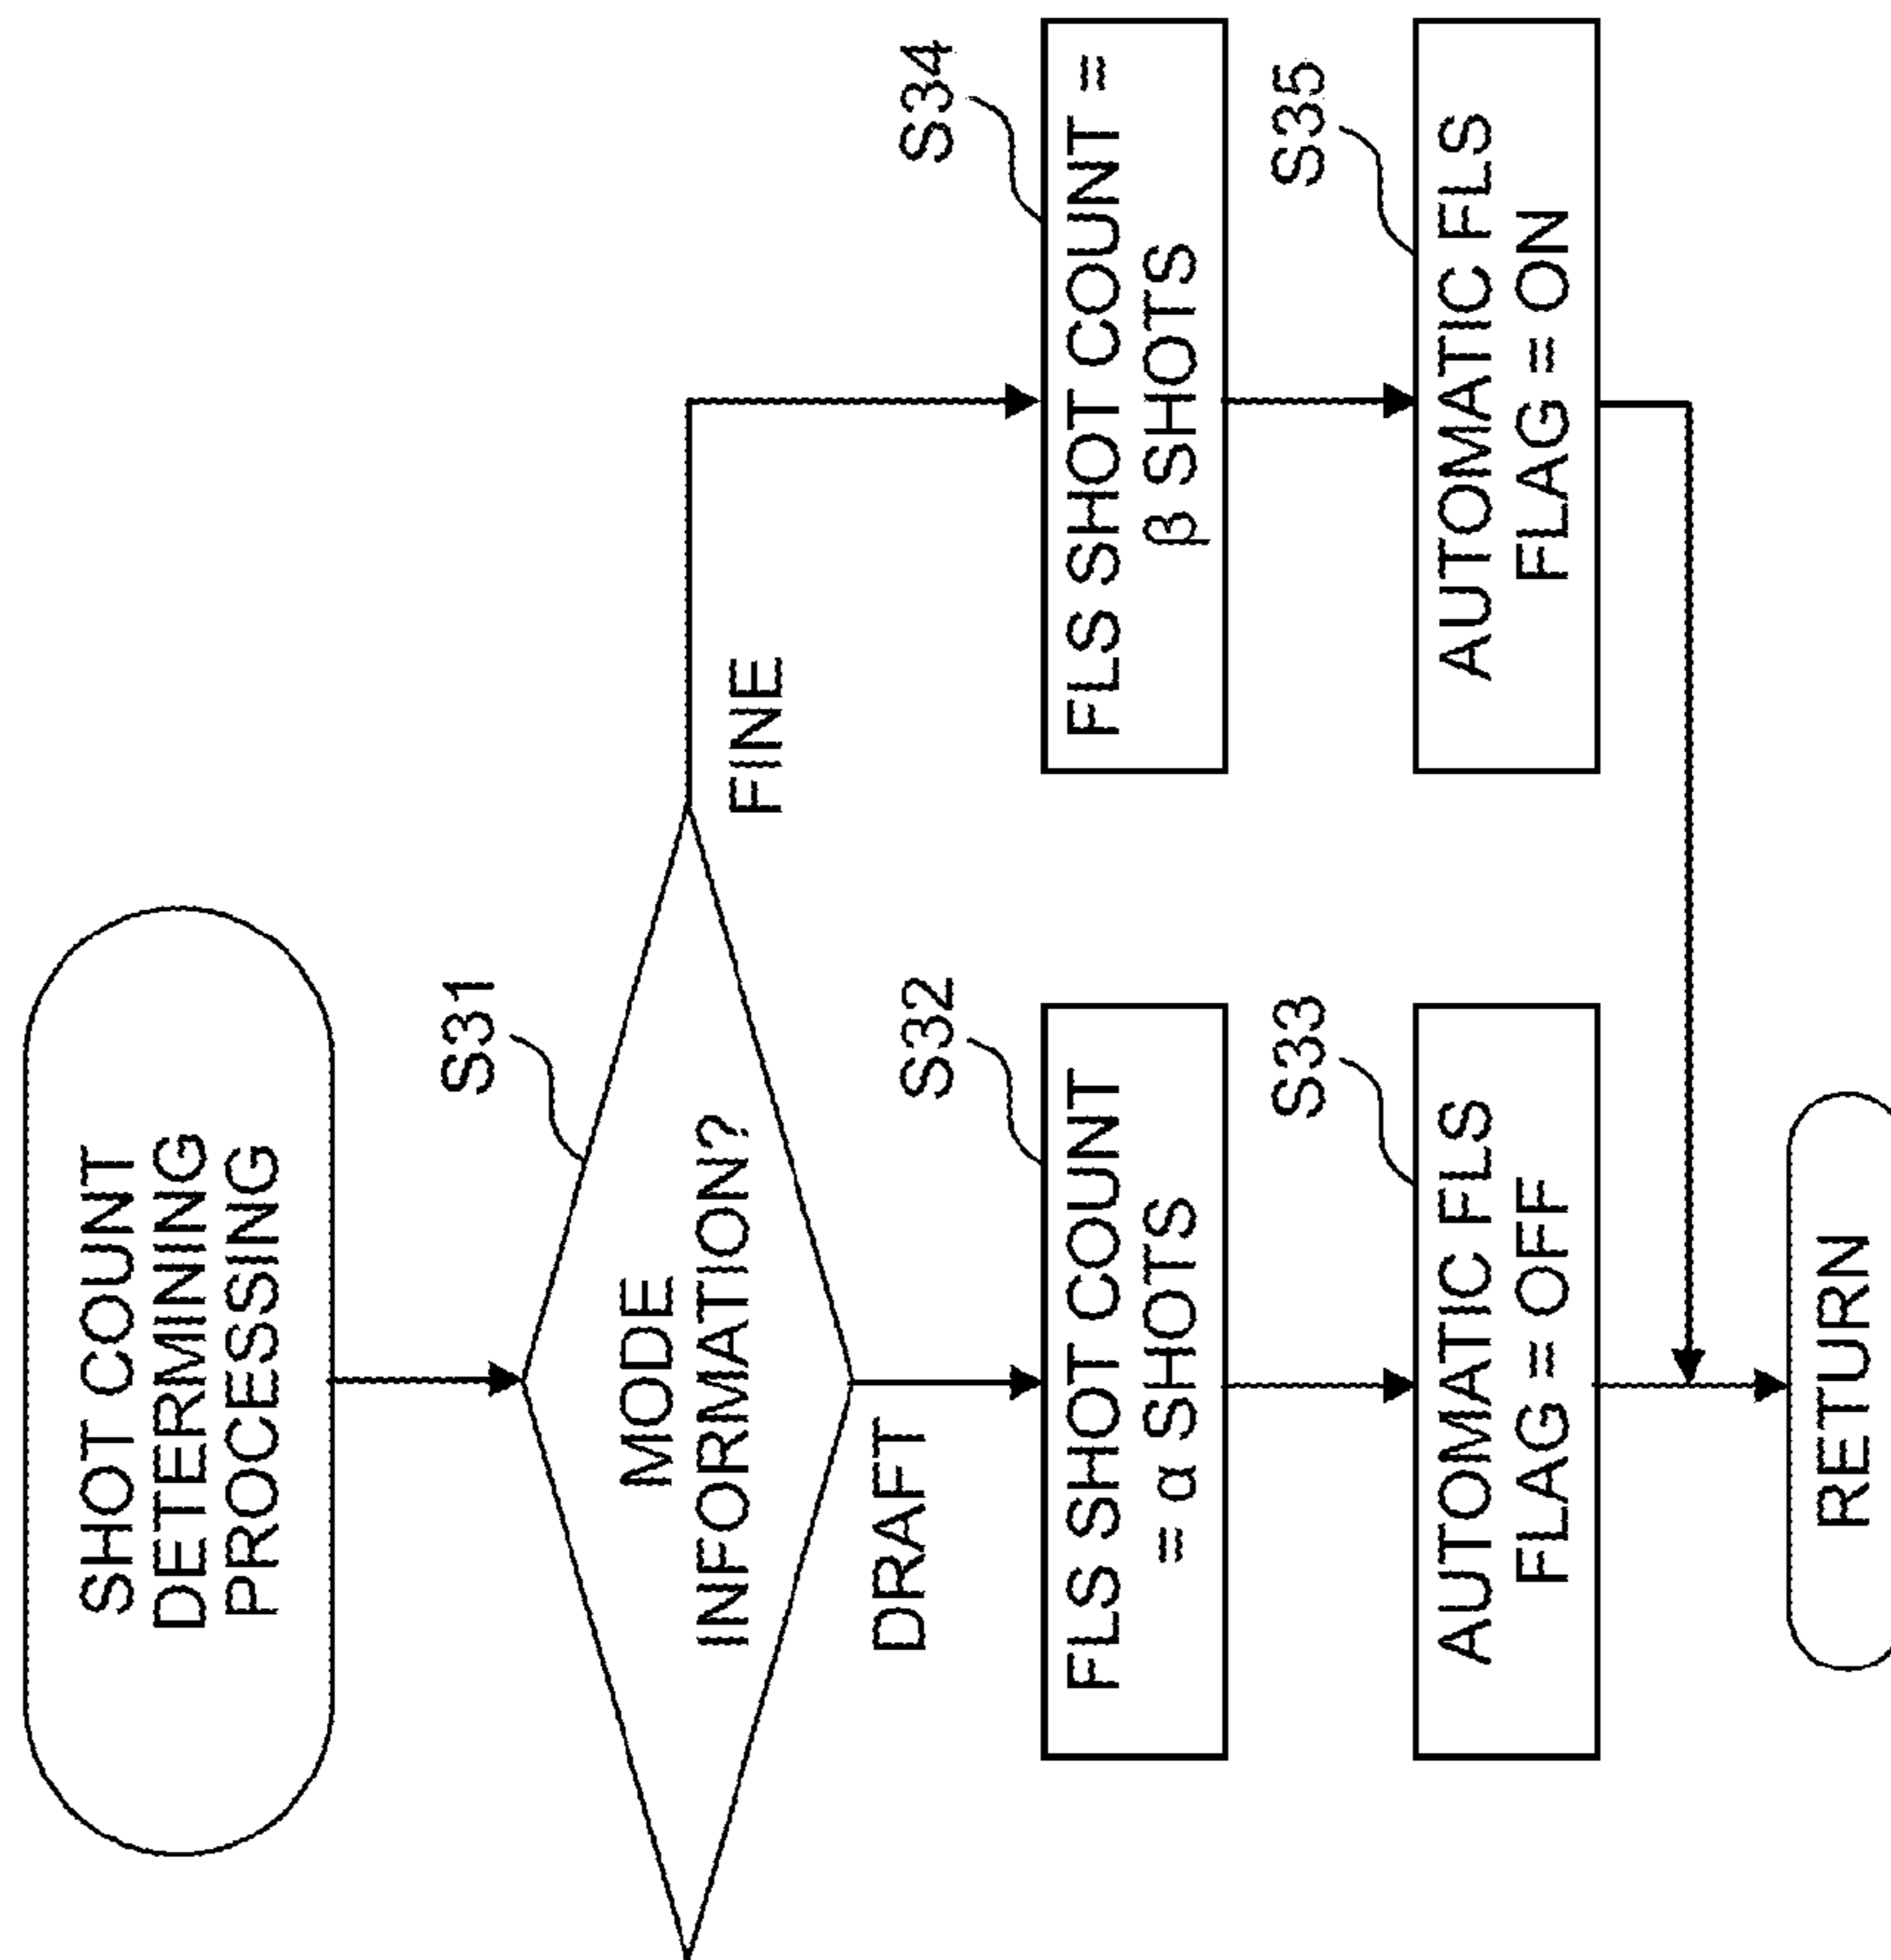 SHOT COUNT
DETERMINING
PROCESSING
S31
MODE
INFORMATION?
FINE
DRAFT
S32
FLS SHOT COUNT
= α SHOTS
S34
FLS SHOT COUNT =
β SHOTS
S33
AUTOMATIC FLS
FLAG = OFF
S35
AUTOMATIC FLS
FLAG = ON
RETURN